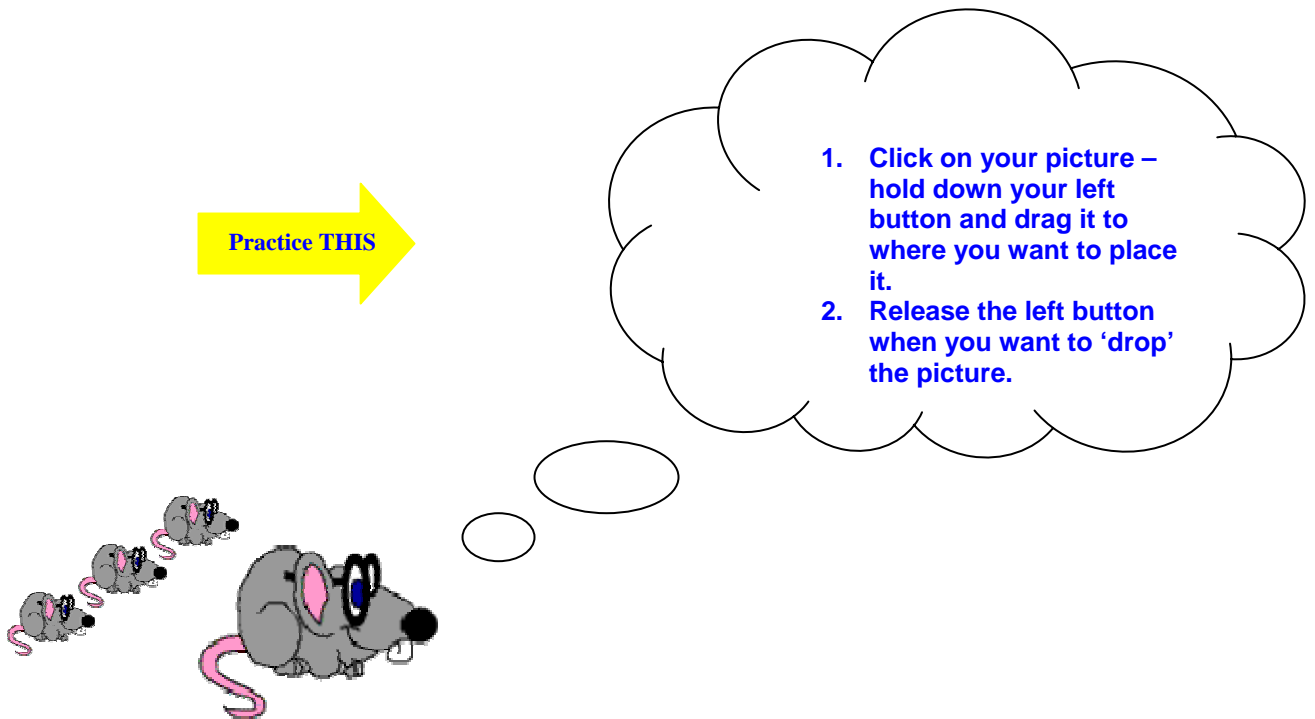 Practice THIS
1. Click on your picture –
hold down your left
button and drag it to
where you want to place
it.
2. Release the left button
when you want to ‘drop’
the picture.